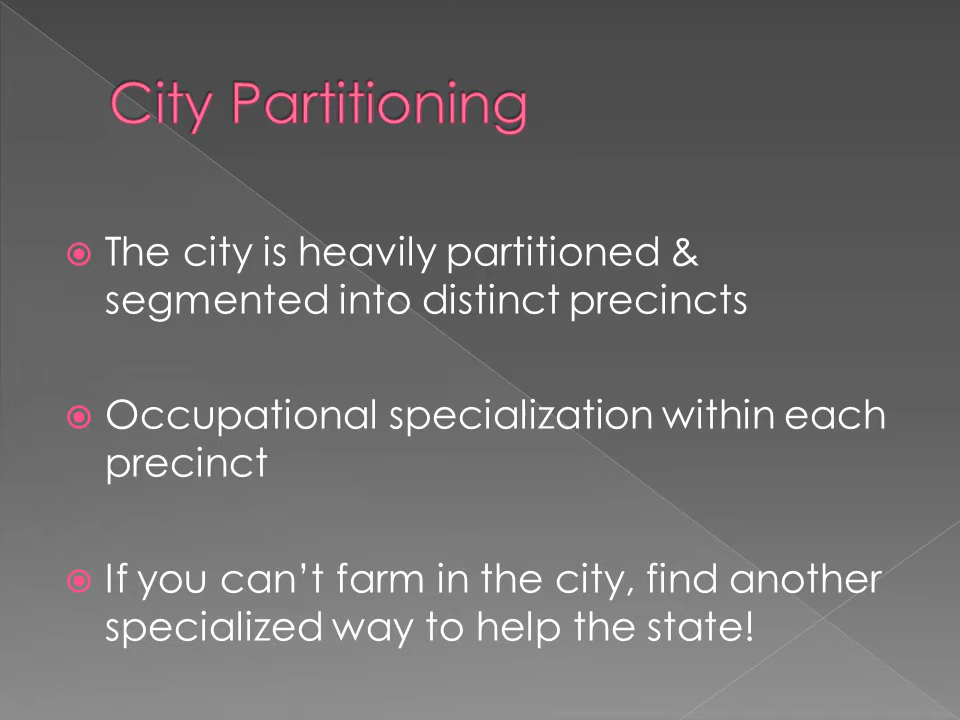 City Partitioning
The city is heavily partitioned &
segmented into distinct precincts
Occupational specialization within each
precinct
If you can’t farm in the city, find another
specialized way to help the state!